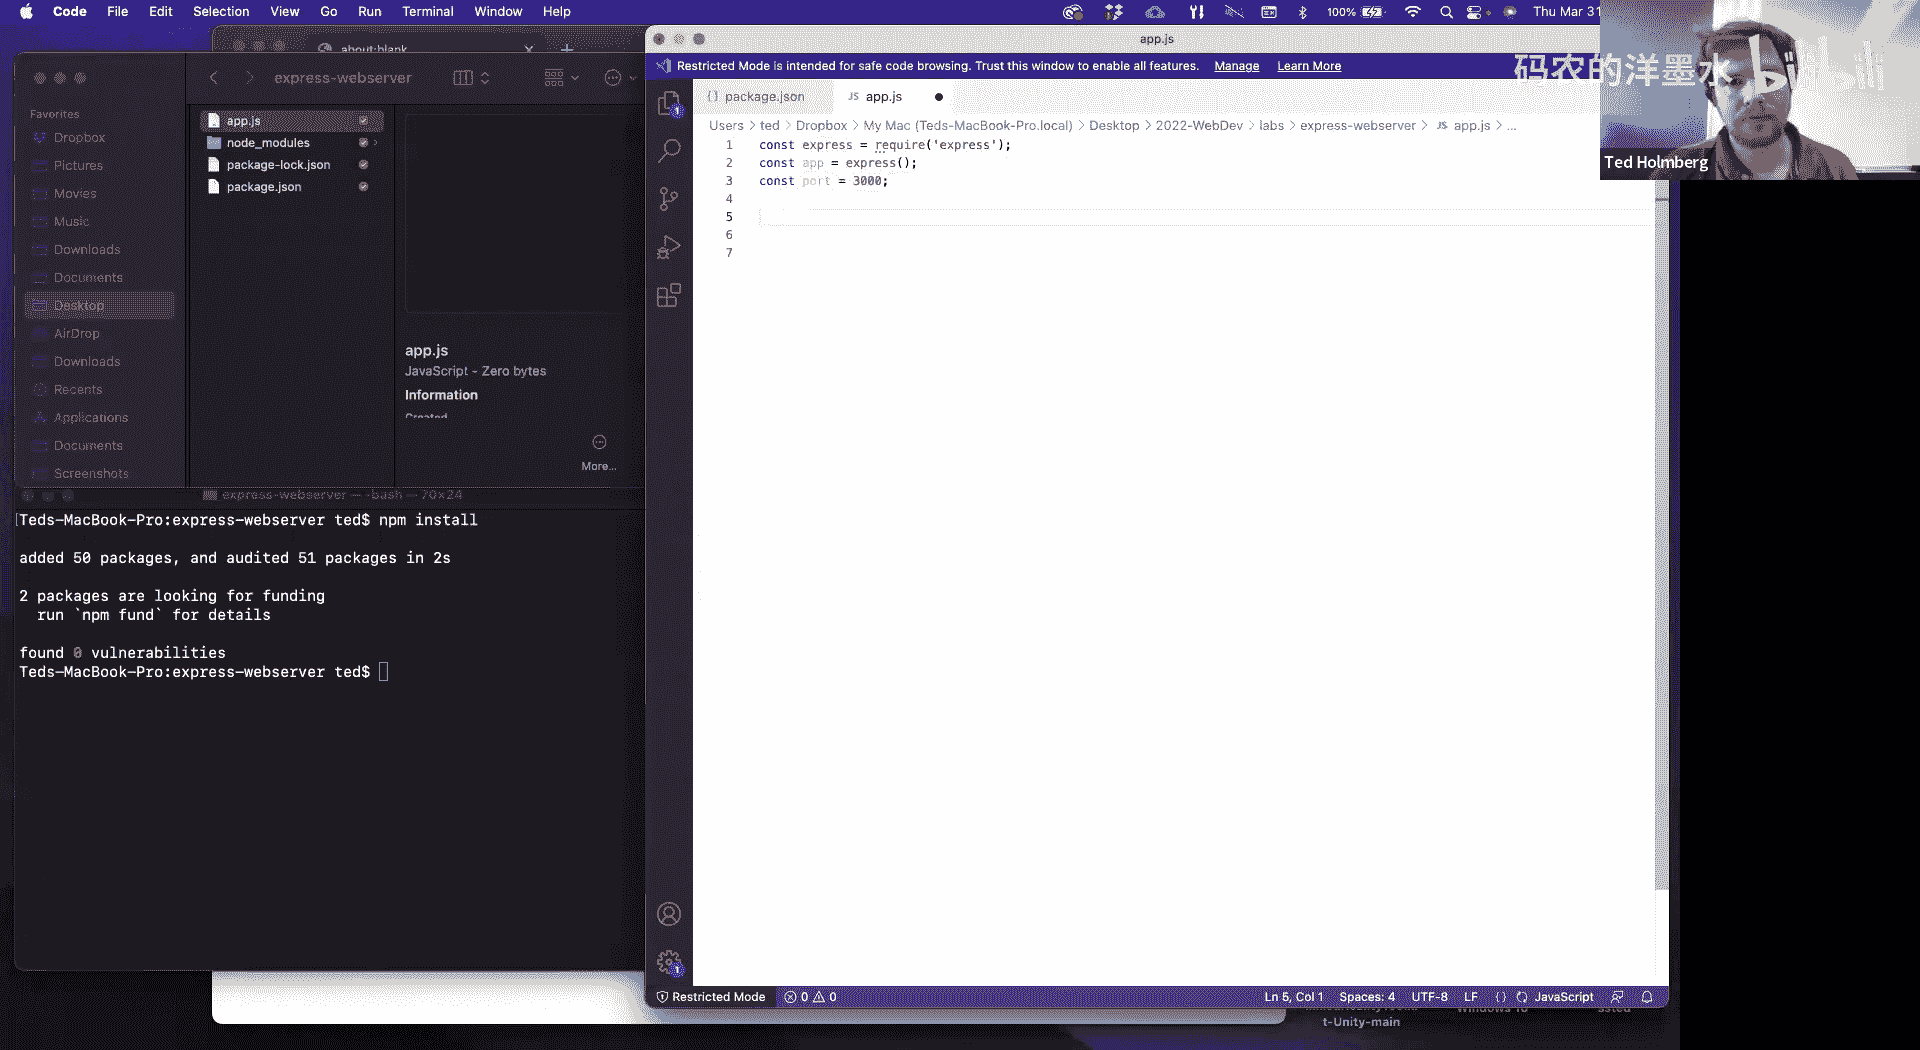 Code File Edit Selection View Go Run Terminal Window Help 100% Thu Mar 31
about:blank
express-webserver
Favorites
Dropbox
Pictures
Movies
Music
Downloads
Documents
Desktop
AirDrop
Downloads
Recents
Applications
Documents
Screenshots
app.js
node_modules
package-lock.json
package.json
app.js
JavaScript - Zero bytes
Information
Created
More...
express-webserver — -bash — 70×24
Teds-MacBook-Pro:express-webserver ted$ npm install
added 50 packages, and audited 51 packages in 2s
2 packages are looking for funding
run `npm fund` for details
found 0 vulnerabilities
Teds-MacBook-Pro:express-webserver ted$
app.js
Restricted Mode is intended for safe code browsing. Trust this window to enable all features. Manage Learn More
{} package.json JS app.js
Users > ted > Dropbox > My Mac (Teds-MacBook-Pro.local) > Desktop > 2022-WebDev > labs > express-webserver > JS app.js > ...
1 const express = require('express');
2 const app = express();
3 const port = 3000;
4
5
6
7
Restricted Mode 0 0 Ln 5, Col 1 Spaces: 4 UTF-8 LF {} JavaScript
t-Unity-main
码农的洋墨水 bilibili
Ted Holmberg